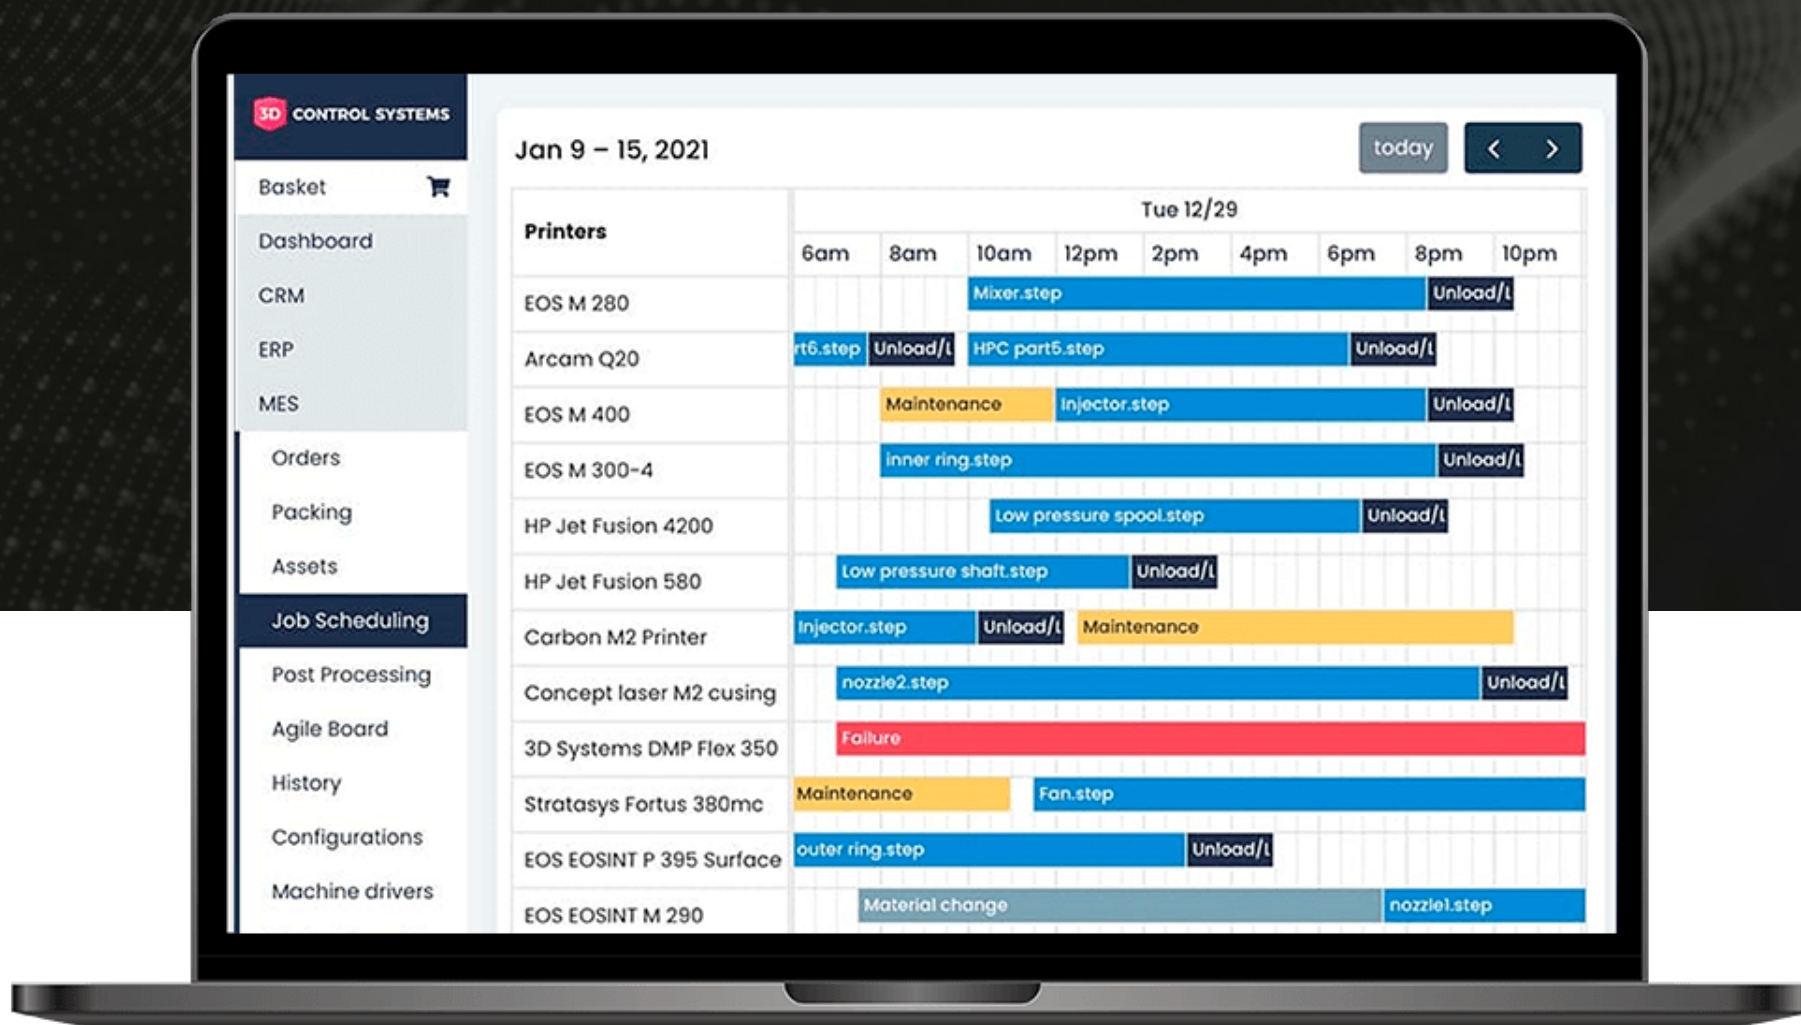 3D CONTROL SYSTEMS
Basket
Dashboard
CRM
ERP
MES
Orders
Packing
Assets
Job Scheduling
Post Processing
Agile Board
History
Configurations
Machine drivers
Jan 9 – 15, 2021
today
Printers
Tue 12/29
6am 8am 10am 12pm 2pm 4pm 6pm 8pm 10pm
EOS M 280 Mixer.step Unload/L
Arcam Q20 rt6.step Unload/L HPC part5.step Unload/L
EOS M 400 Maintenance Injector.step Unload/L
EOS M 300-4 inner ring.step Unload/L
HP Jet Fusion 4200 Low pressure spool.step Unload/L
HP Jet Fusion 580 Low pressure shaft.step Unload/L
Carbon M2 Printer Injector.step Unload/L Maintenance
Concept laser M2 cusing nozzle2.step Unload/L
3D Systems DMP Flex 350 Failure
Stratasys Fortus 380mc Maintenance Fan.step
EOS EOSINT P 395 Surface outer ring.step Unload/L
EOS EOSINT M 290 Material change nozzle1.step